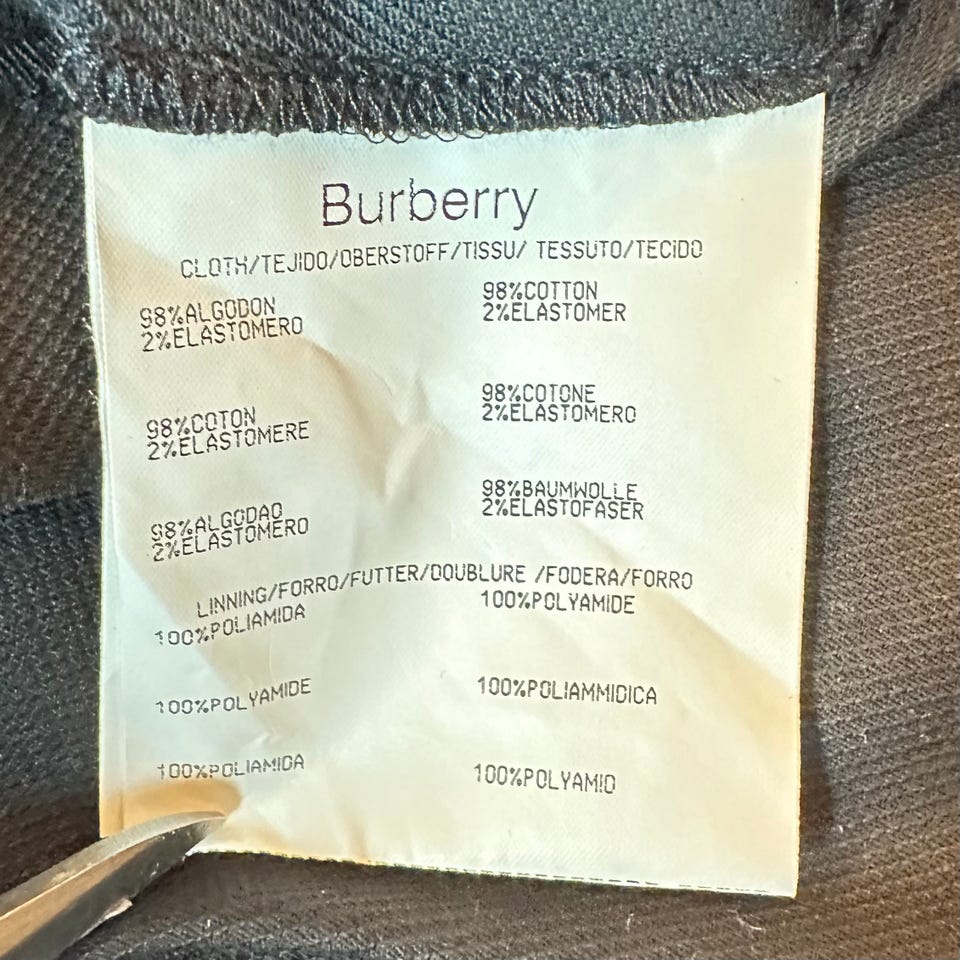 Burberry
CLOTH/TEJIDO/OBERSTOFF/TISSU/ TESSUTO/TECIDO
98%ALGODON
2%ELASTOMERO
98%COTTON
2%ELASTOMER
98%COTON
2%ELASTOMERE
98%COTONE
2%ELASTOMERO
98%ALGODAO
2%ELASTOMERO
98%BAUMWOLLE
2%ELASTOFASER
LINNING/FORRO/FUTTER/DOUBLURE /FODERA/FORRO
100%POLIAMIDA
100%POLYAMIDE
100%POLYAMIDE
100%POLIAMMIDICA
100%POLIAMIDA
100%POLYAMID